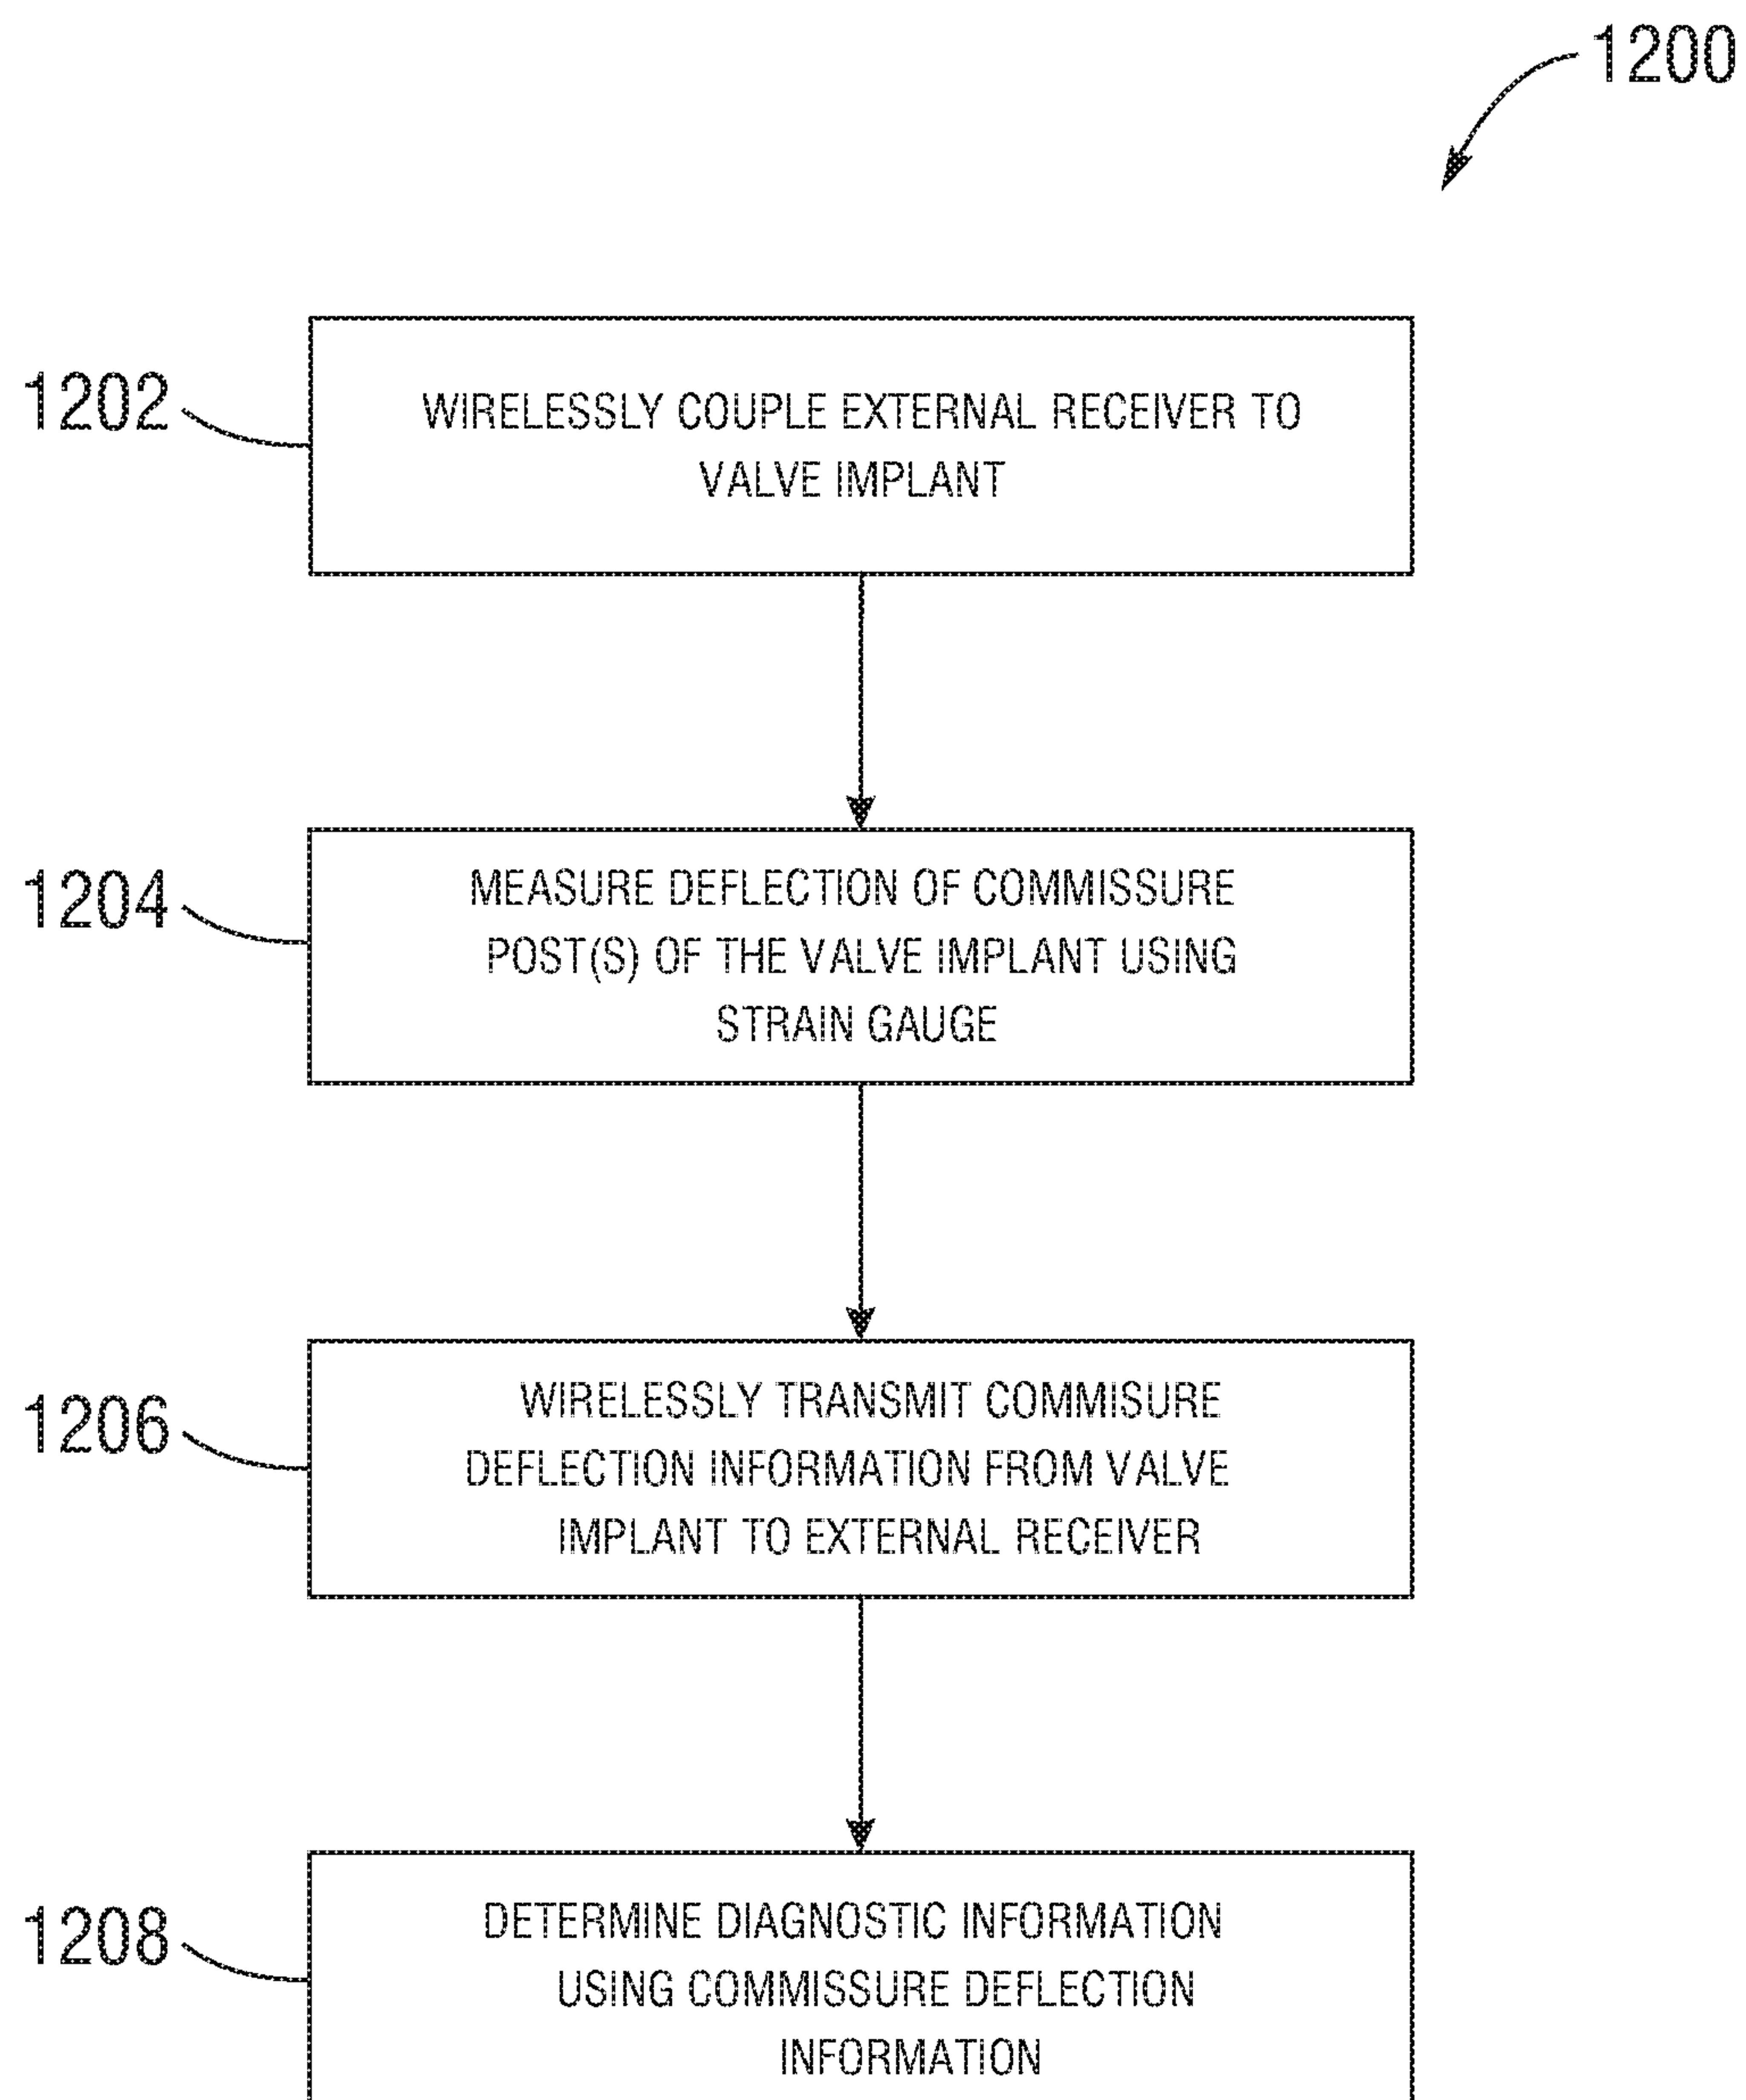 1200
1202
WIRELESSLY COUPLE EXTERNAL RECEIVER TO
VALVE IMPLANT
1204
MEASURE DEFLECTION OF COMMISSURE
POST(S) OF THE VALVE IMPLANT USING
STRAIN GAUGE
1206
WIRELESSLY TRANSMIT COMMISURE
DEFLECTION INFORMATION FROM VALVE
IMPLANT TO EXTERNAL RECEIVER
1208
DETERMINE DIAGNOSTIC INFORMATION
USING COMMISSURE DEFLECTION
INFORMATION